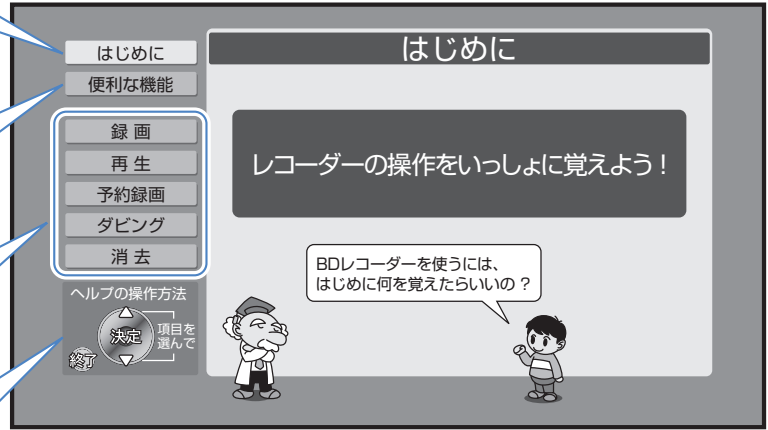 はじめに
便利な機能
録 画
再 生
予約録画
ダビング
消 去
ヘルプの操作方法
決定
項目を
選んで
終了
はじめに
レコーダーの操作をいっしょに覚えよう！
BDレコーダーを使うには、
はじめに何を覚えたらいいの ?